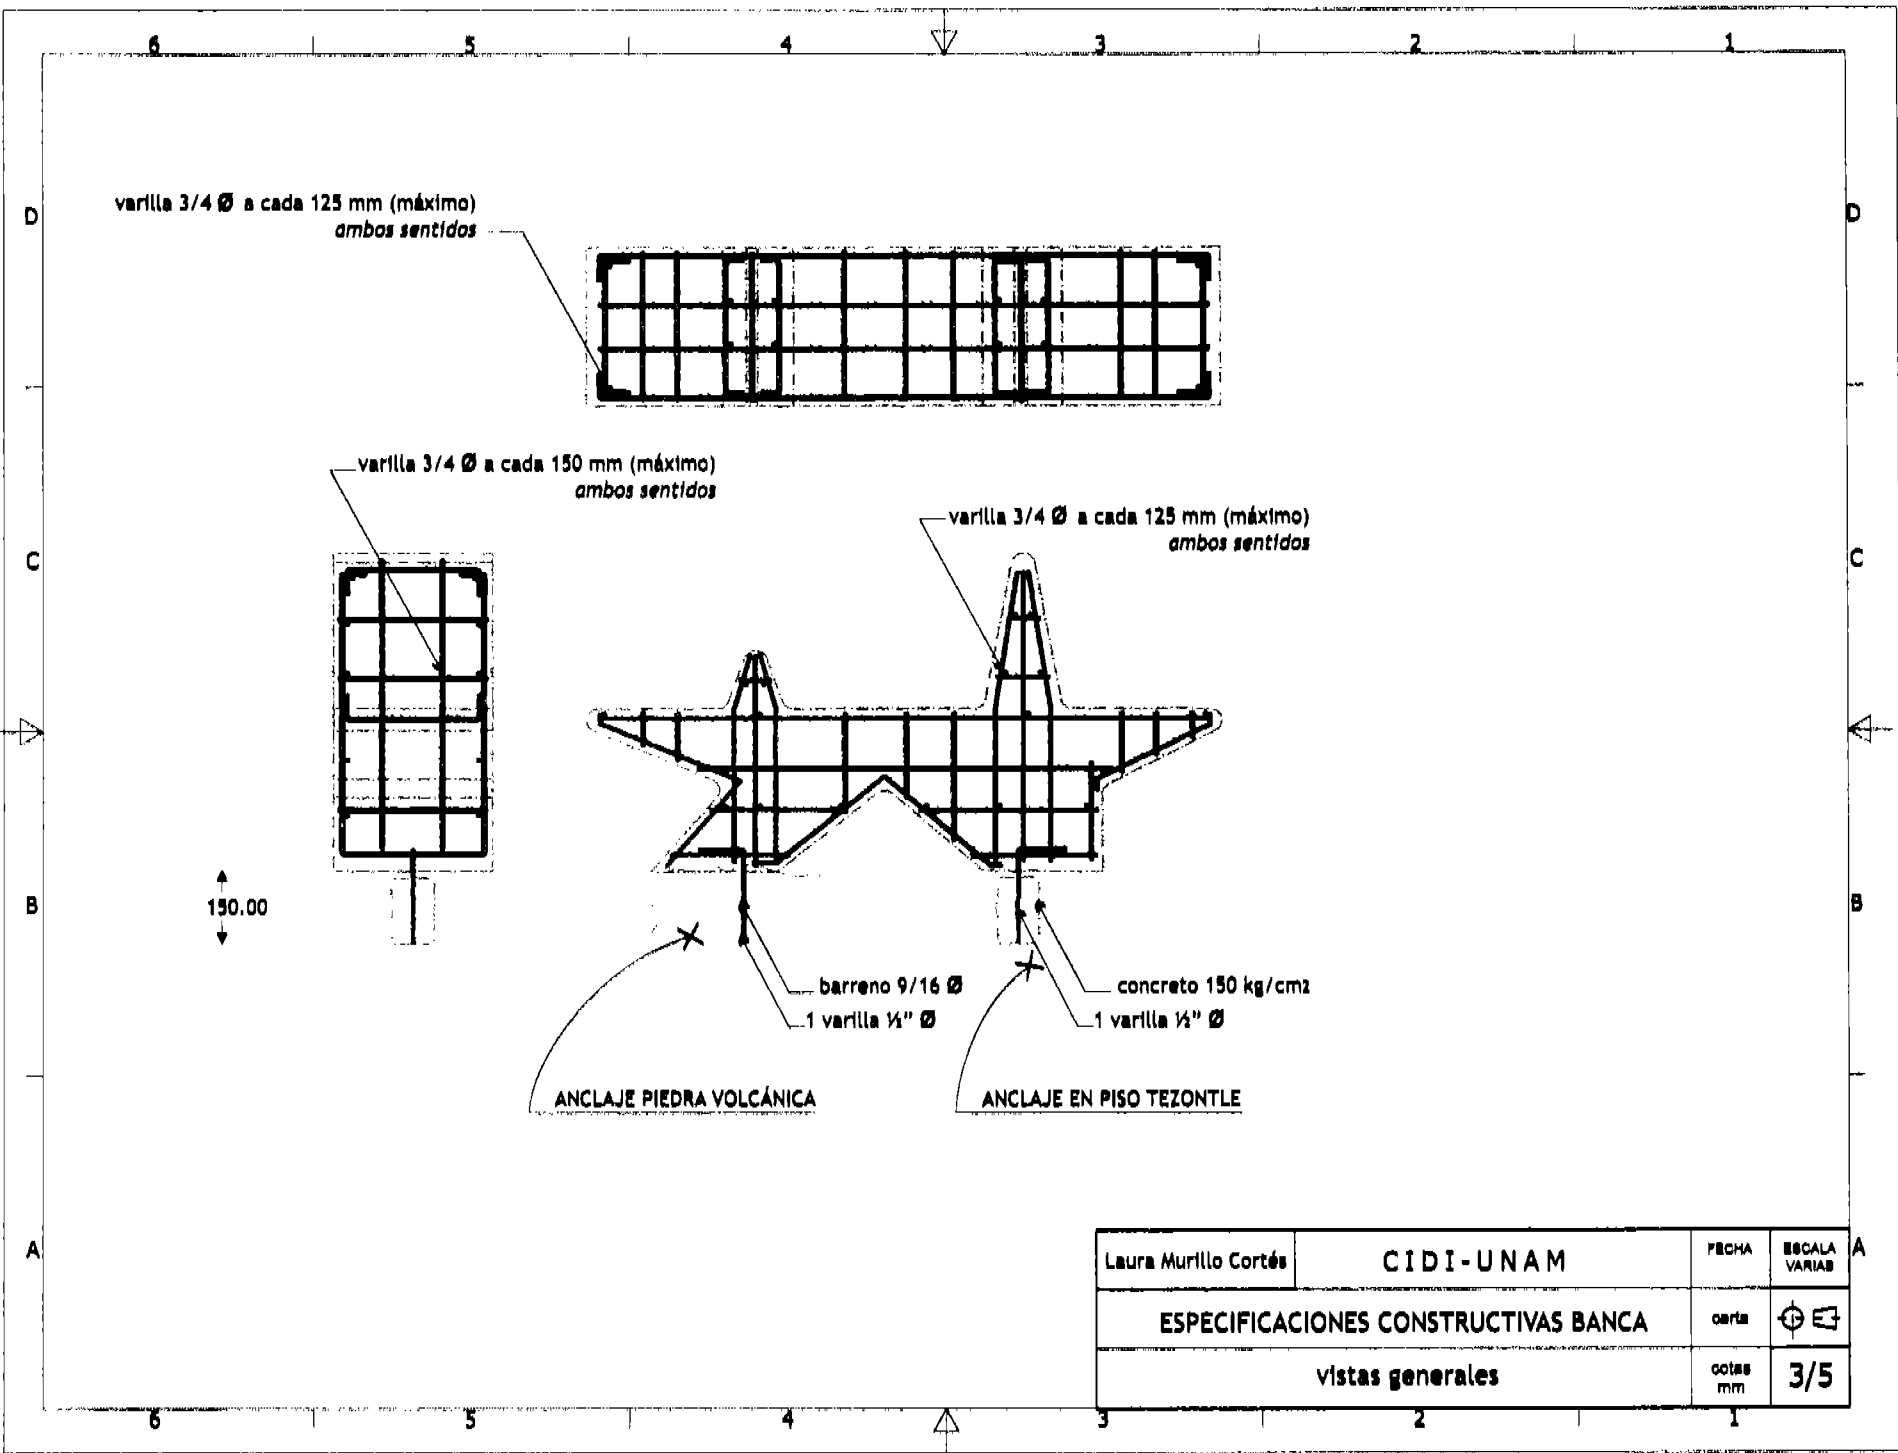 6 5 4 3 2 1
D
varilla 3/4 Ø a cada 125 mm (máximo)
ambos sentidos
D
varilla 3/4 Ø a cada 150 mm (máximo)
ambos sentidos
varilla 3/4 Ø a cada 125 mm (máximo)
ambos sentidos
C
C
B
150.00
B
barreno 9/16 Ø
concreto 150 kg/cm2
1 varilla ½" Ø
1 varilla ½" Ø
ANCLAJE PIEDRA VOLCÁNICA
ANCLAJE EN PISO TEZONTLE
A
A
Laura Murillo Cortés
CIDI-UNAM
FECHA
ESCALA
VARIAS
ESPECIFICACIONES CONSTRUCTIVAS BANCA
carta
vistas generales
cotas
mm
3/5
6 5 4 3 2 1